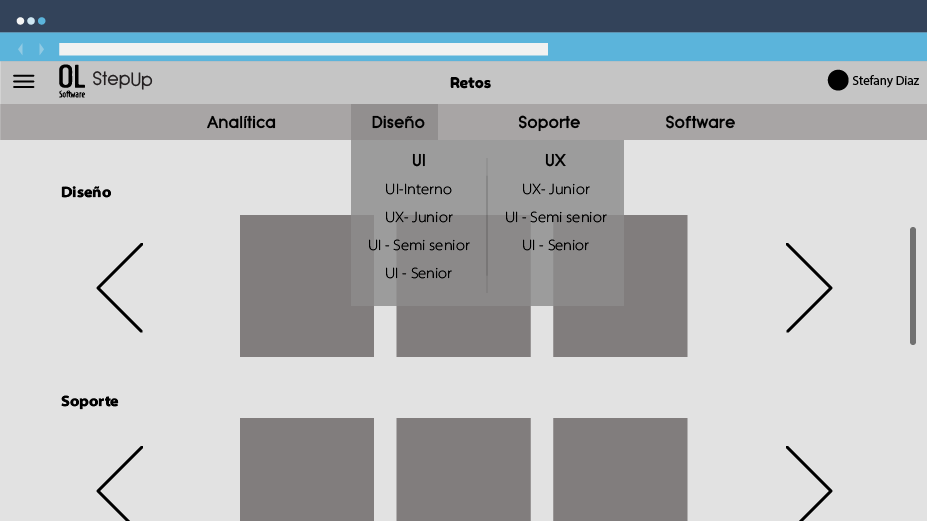 OL StepUp
Software
Retos
Stefany Diaz
Analítica Diseño Soporte Software
UI
UI-Interno
UX- Junior
UI - Semi senior
UI - Senior
UX
UX- Junior
UI - Semi senior
UI - Senior
Diseño
Soporte